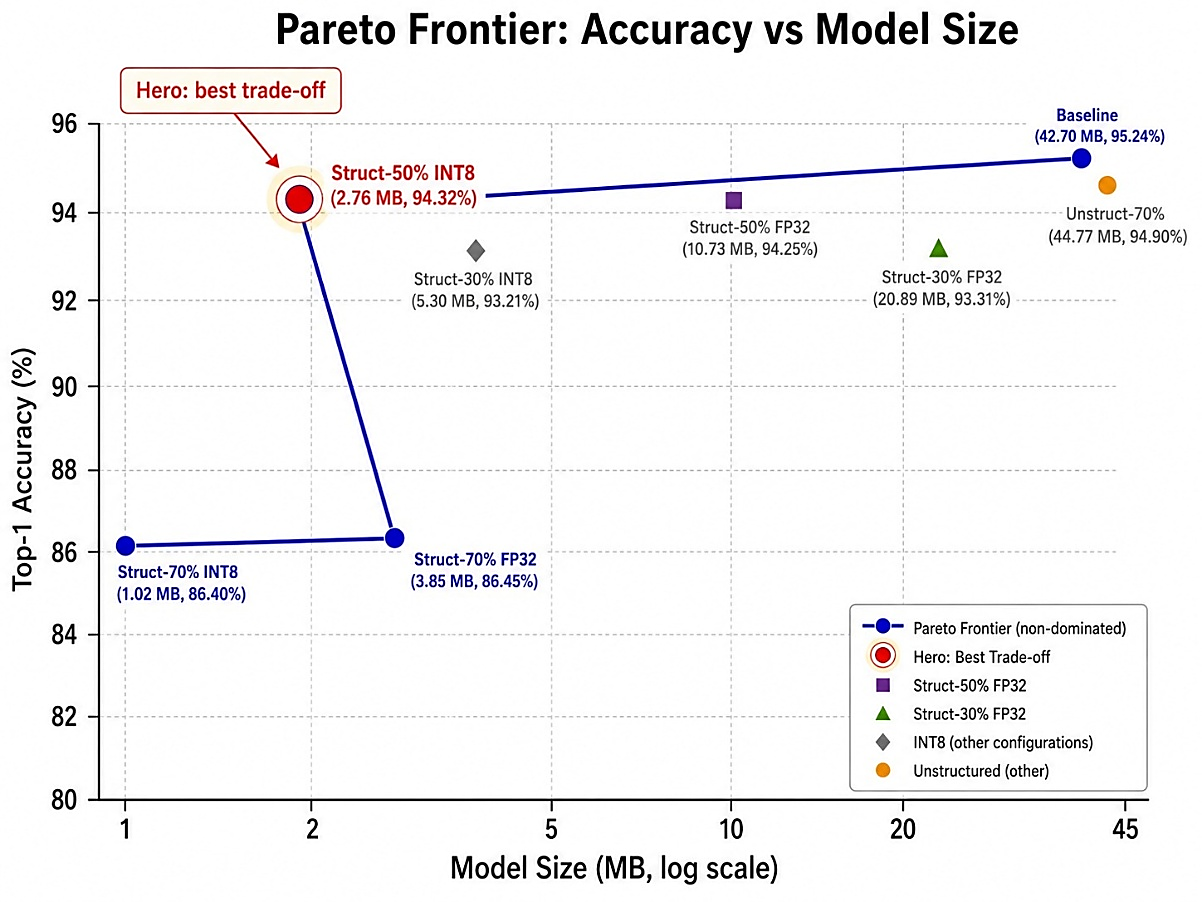 Pareto Frontier: Accuracy vs Model Size
Hero: best trade-off
Baseline
(42.70 MB, 95.24%)
Struct-50% INT8
(2.76 MB, 94.32%)
Unstruct-70%
(44.77 MB, 94.90%)
Struct-50% FP32
(10.73 MB, 94.25%)
Struct-30% INT8
(5.30 MB, 93.21%)
Struct-30% FP32
(20.89 MB, 93.31%)
Struct-70% INT8
(1.02 MB, 86.40%)
Struct-70% FP32
(3.85 MB, 86.45%)
Top-1 Accuracy (%)
96
94
92
90
88
86
84
82
80
1
2
5
10
20
45
Model Size (MB, log scale)
Pareto Frontier (non-dominated)
Hero: Best Trade-off
Struct-50% FP32
Struct-30% FP32
INT8 (other configurations)
Unstructured (other)